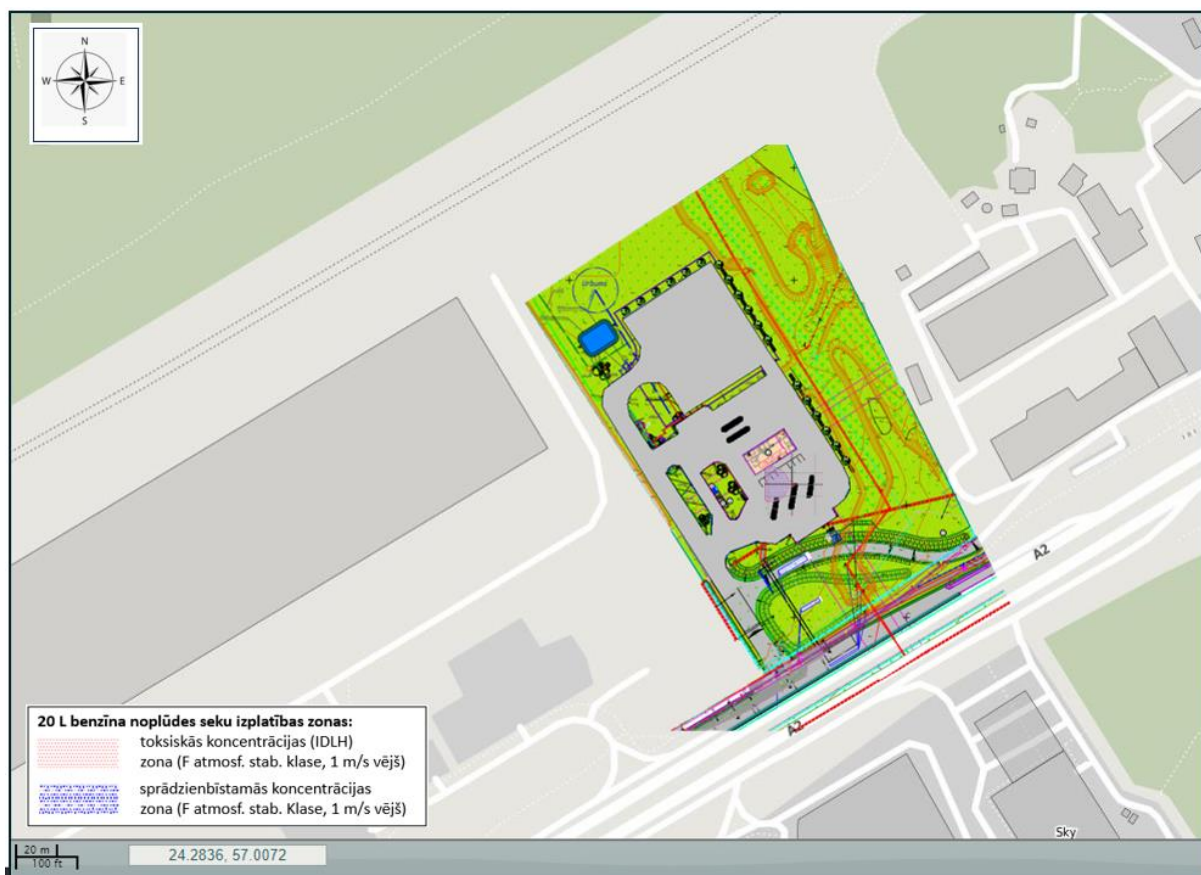 N
W E
S
urbums
A2
A2
20 L benzīna noplūdes seku izplatības zonas:
toksiskās koncentrācijas (IDLH)
zona (F atmosf. stab. klase, 1 m/s vējš)
sprādzienbīstamās koncentrācijas
zona (F atmosf. stab. Klase, 1 m/s vējš)
Sky
20 m
100 ft
24.2836, 57.0072